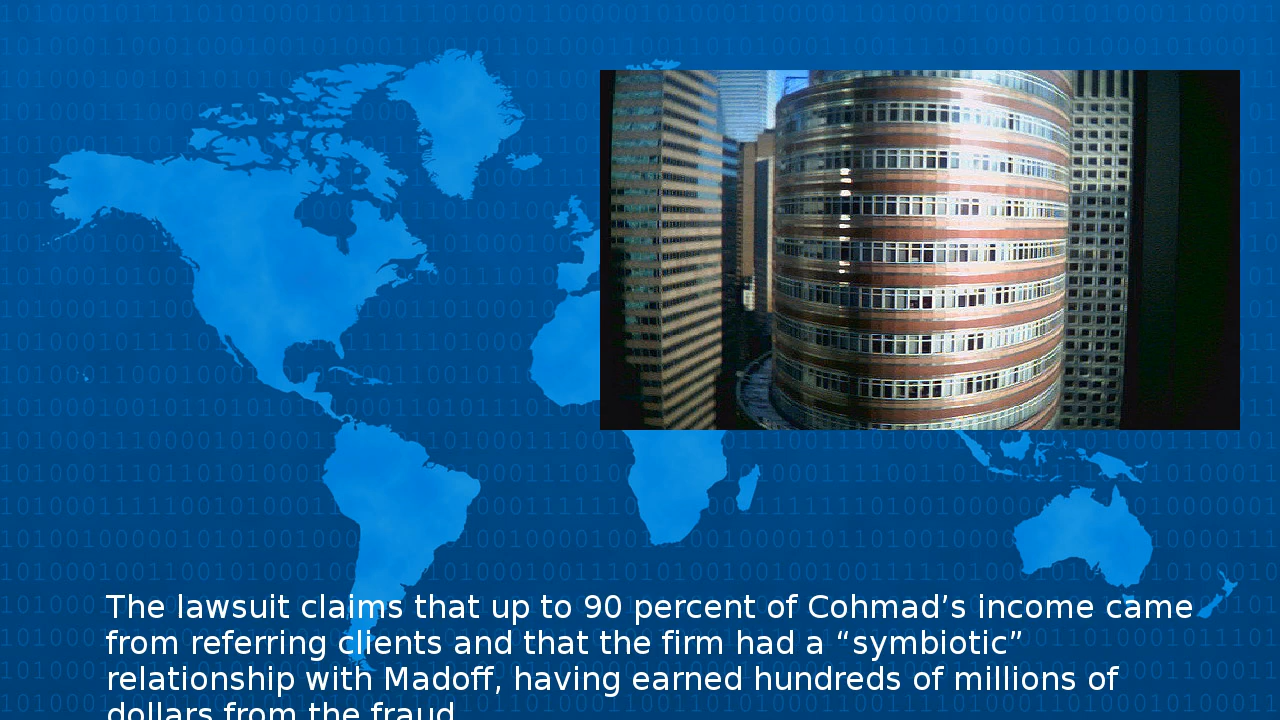 The lawsuit claims that up to 90 percent of Cohmad’s income came
from referring clients and that the firm had a “symbiotic”
relationship with Madoff, having earned hundreds of millions of
dollars from the fraud